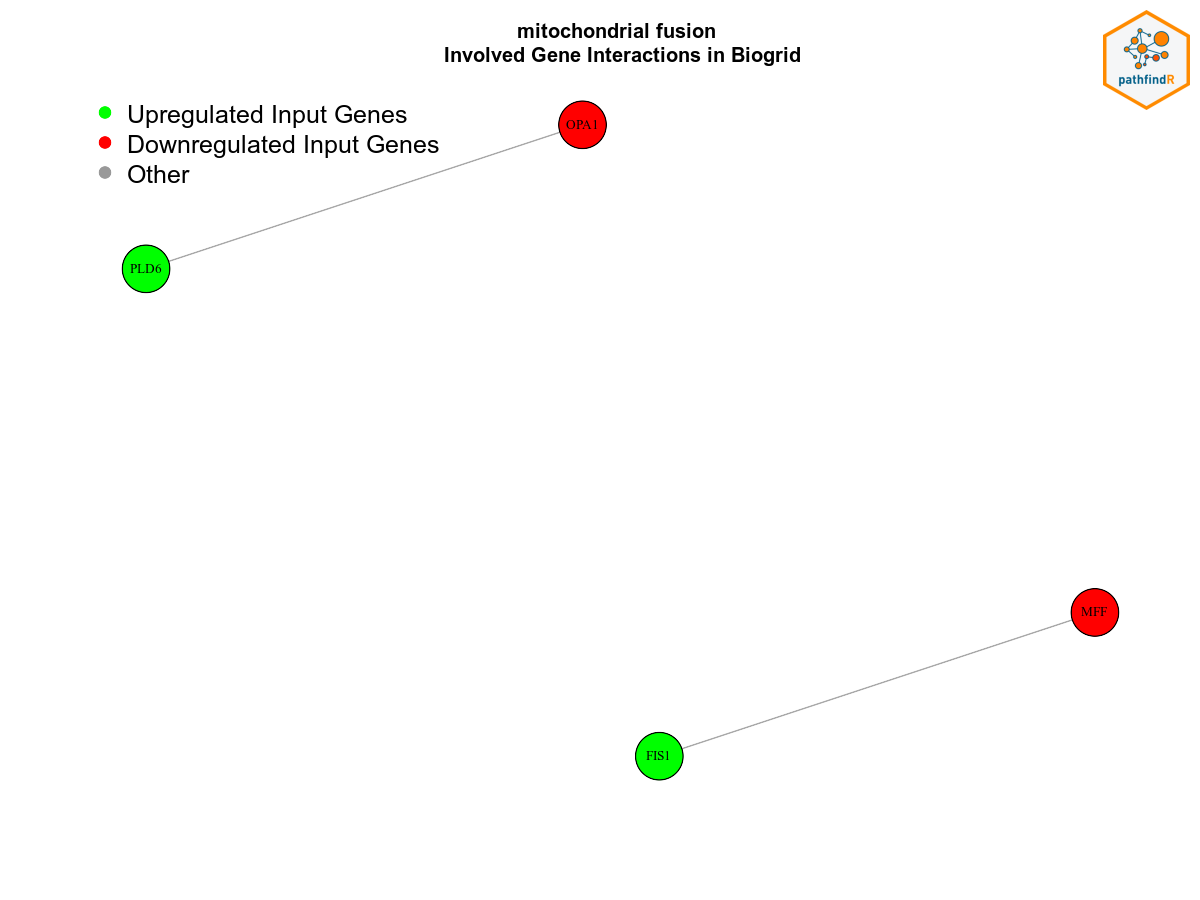 mitochondrial fusion
Involved Gene Interactions in Biogrid
pathfindR
Upregulated Input Genes
Downregulated Input Genes
Other
OPA1
PLD6
MFF
FIS1